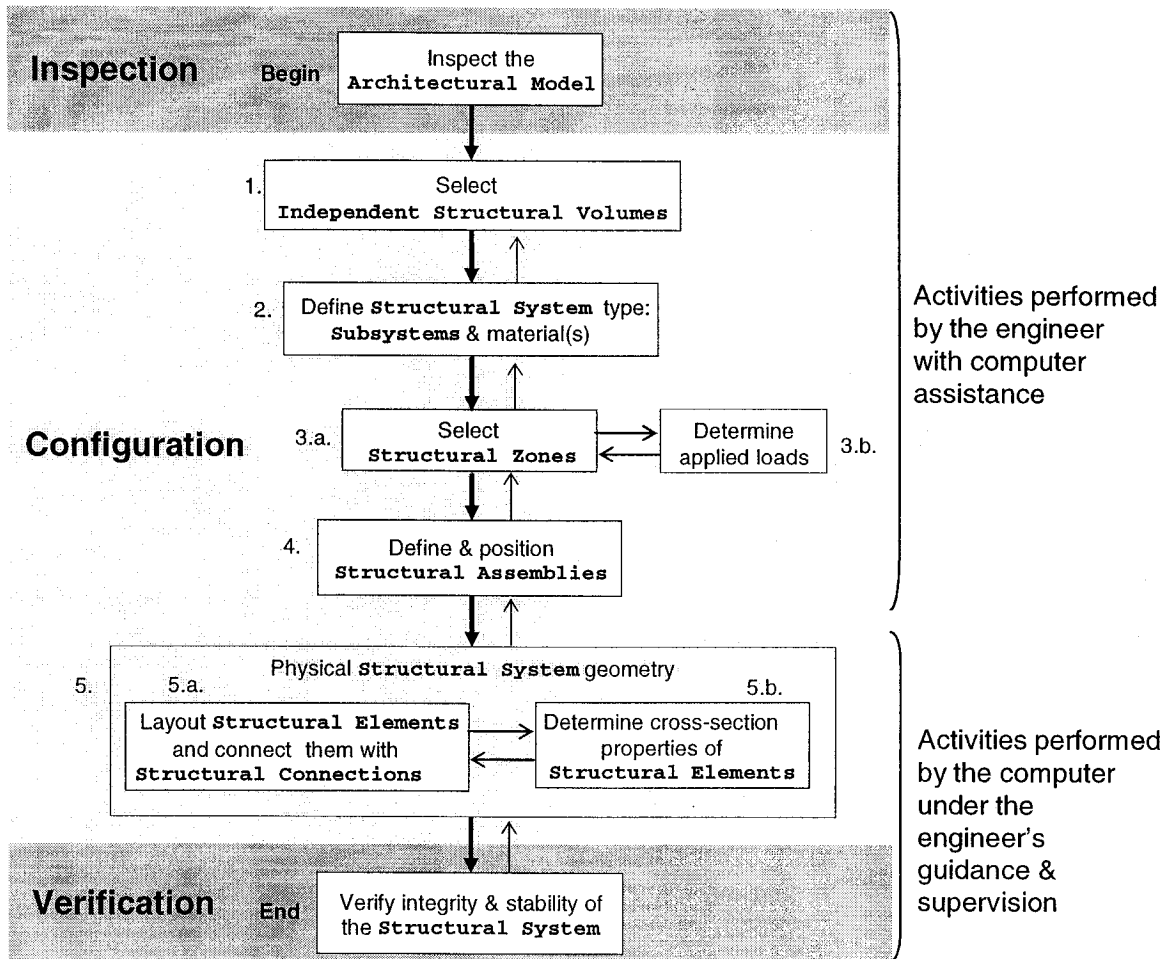 Inspection
Begin
Inspect the
Architectural Model
1.
Select
Independent Structural Volumes
2.
Define Structural System type:
Subsystems & material(s)
Activities performed
by the engineer
with computer
assistance
Configuration
3.a.
Select
Structural Zones
Determine
applied loads
3.b.
4.
Define & position
Structural Assemblies
Physical Structural System geometry
5.
5.a.
Layout Structural Elements
and connect them with
Structural Connections
5.b.
Determine cross-section
properties of
Structural Elements
Activities performed
by the computer
under the
engineer's
guidance &
supervision
Verification
End
Verify integrity & stability of
the Structural System